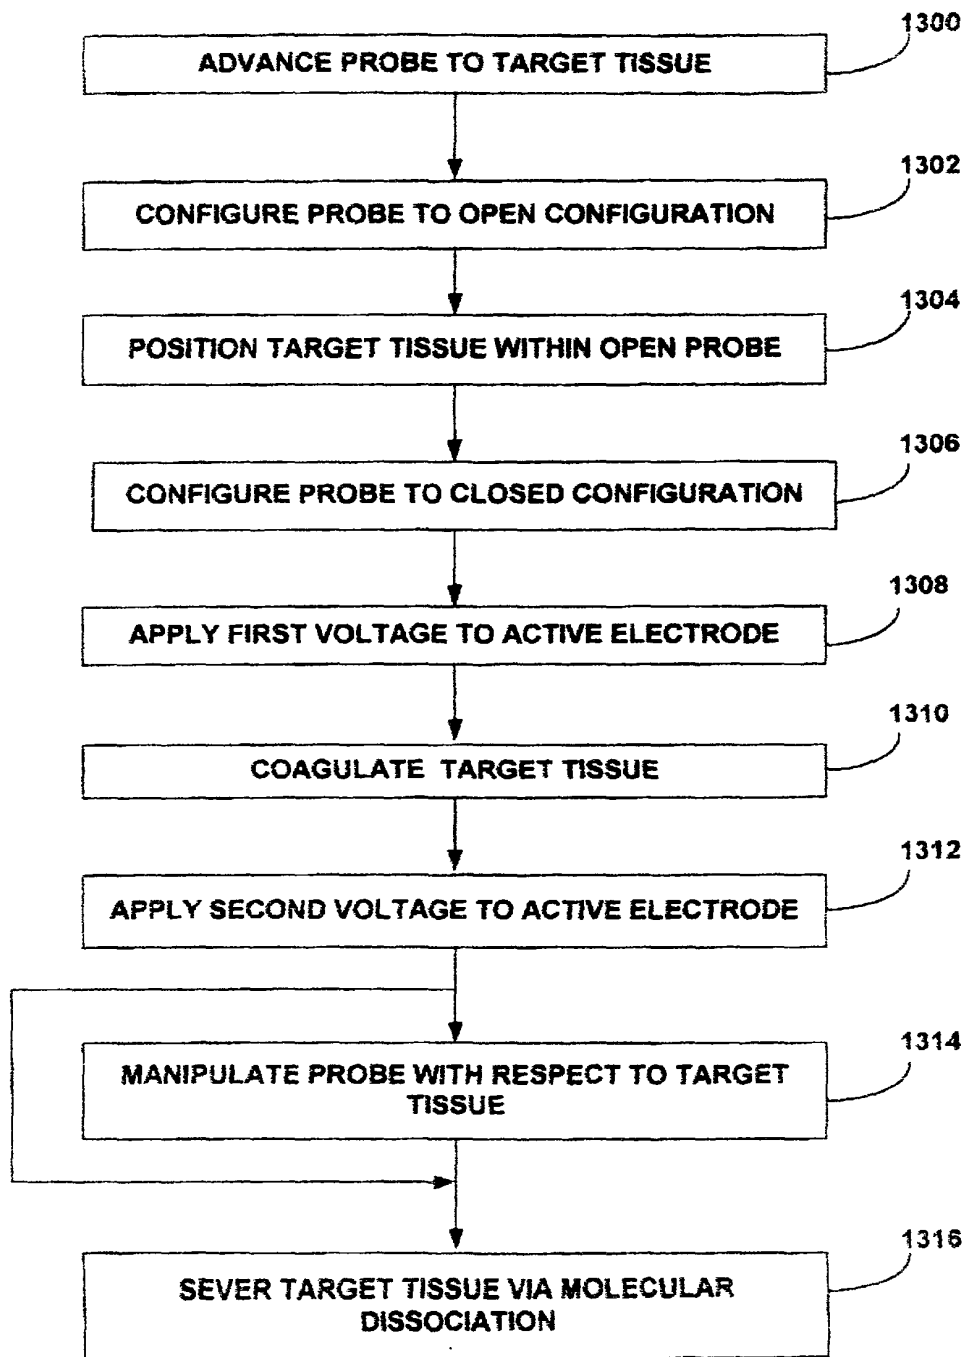 1300
ADVANCE PROBE TO TARGET TISSUE
1302
CONFIGURE PROBE TO OPEN CONFIGURATION
1304
POSITION TARGET TISSUE WITHIN OPEN PROBE
1306
CONFIGURE PROBE TO CLOSED CONFIGURATION
1308
APPLY FIRST VOLTAGE TO ACTIVE ELECTRODE
1310
COAGULATE TARGET TISSUE
1312
APPLY SECOND VOLTAGE TO ACTIVE ELECTRODE
1314
MANIPULATE PROBE WITH RESPECT TO TARGET
TISSUE
1316
SEVER TARGET TISSUE VIA MOLECULAR
DISSOCIATION